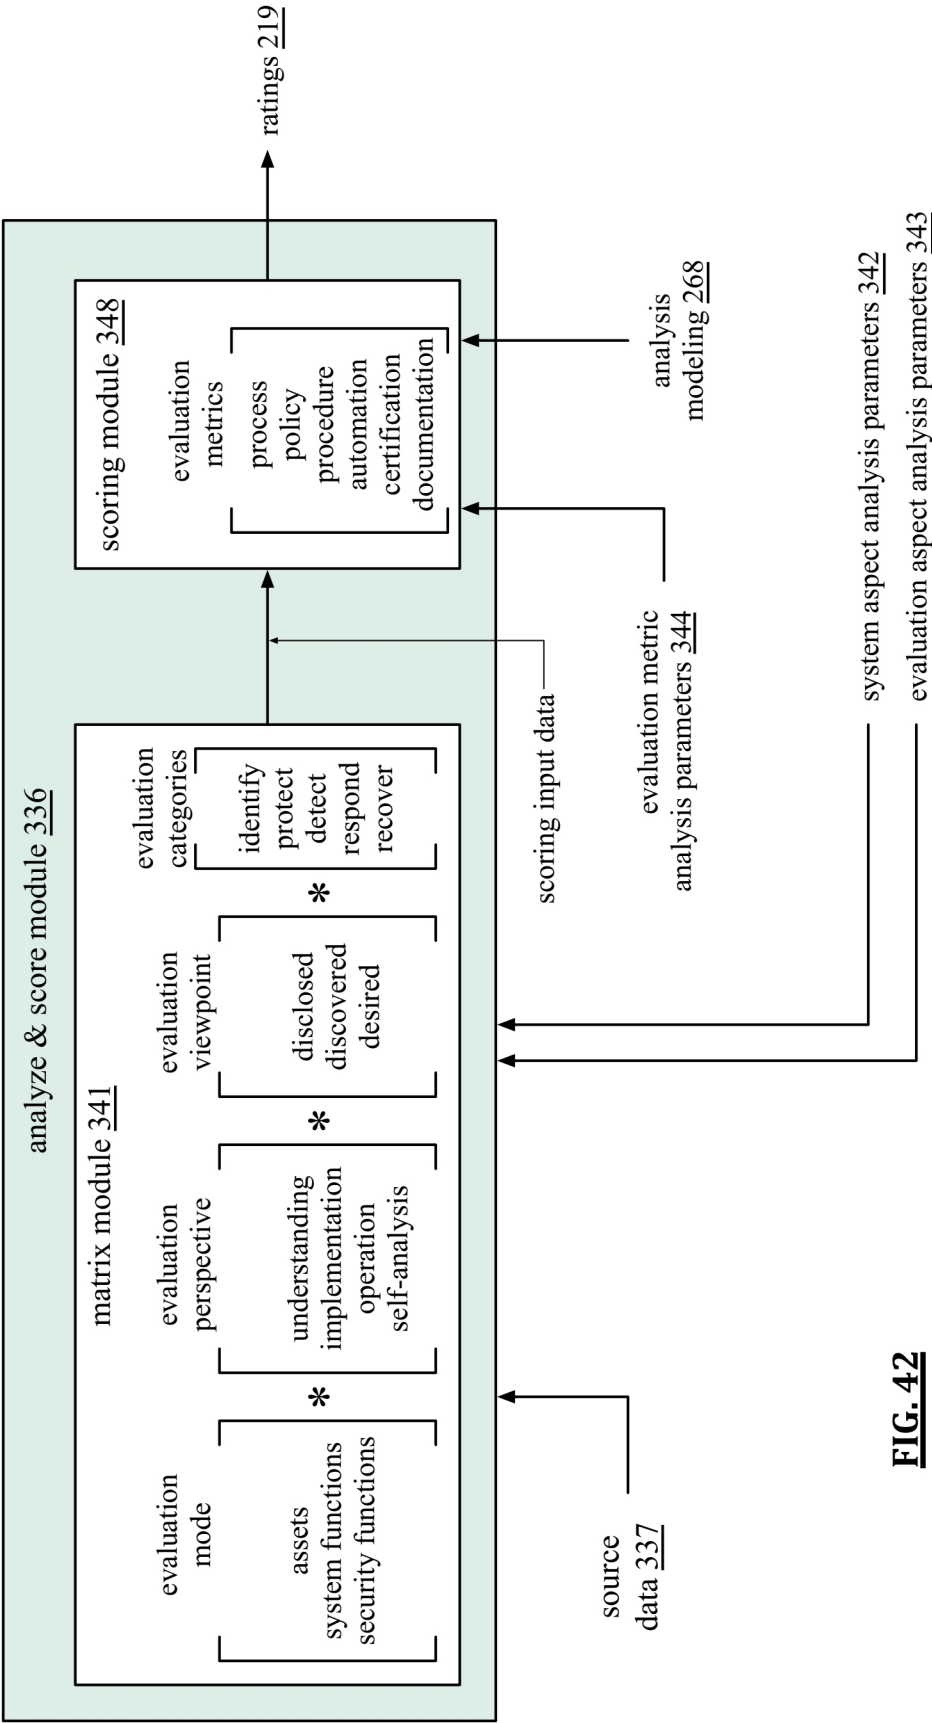 analyze & score module 336
matrix module 341
evaluation
mode
assets
system functions
security functions
*
evaluation
perspective
understanding
implementation
operation
self-analysis
*
evaluation
viewpoint
disclosed
discovered
desired
*
evaluation
categories
identify
protect
detect
respond
recover
scoring module 348
evaluation
metrics
process
policy
procedure
automation
certification
documentation
ratings 219
source
data 337
scoring input data
evaluation metric
analysis parameters 344
analysis
modeling 268
system aspect analysis parameters 342
evaluation aspect analysis parameters 343
FIG. 42